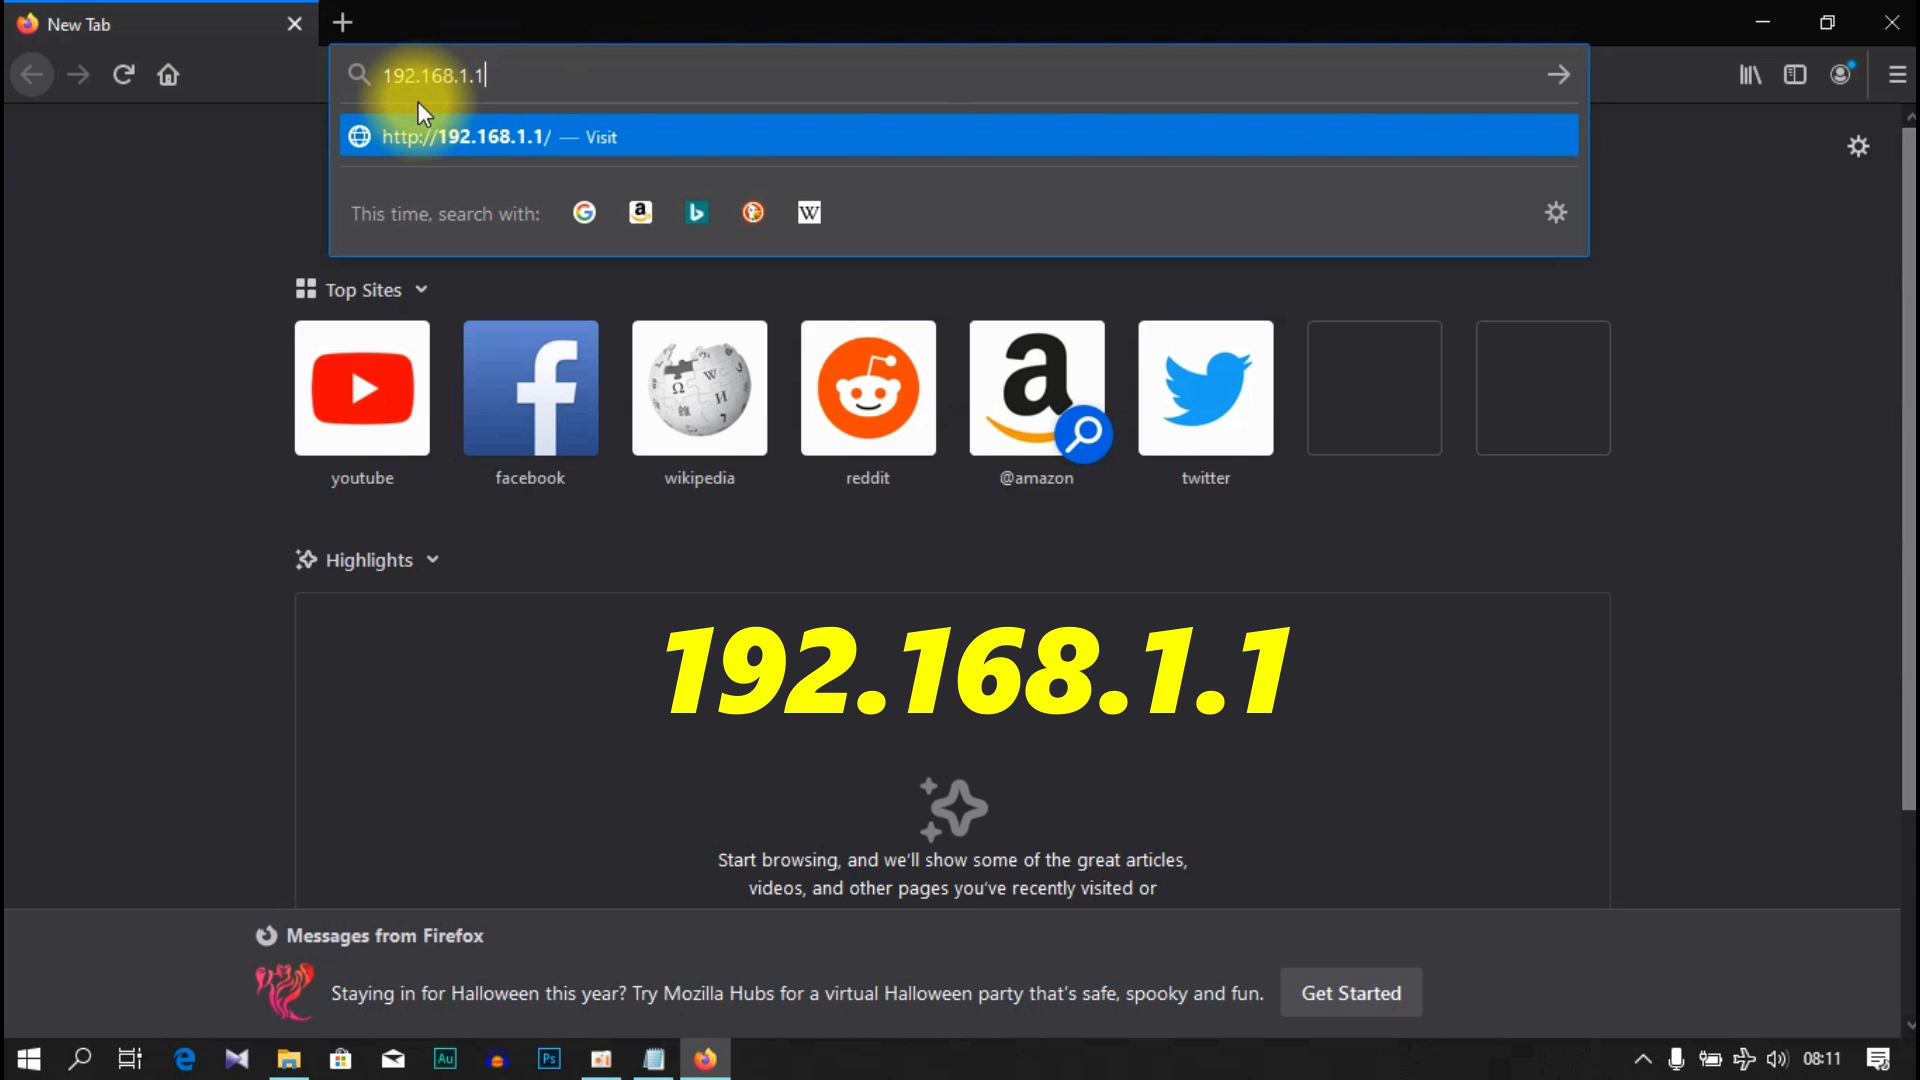 New Tab
192.168.1.1
http://192.168.1.1/ — Visit
This time, search with:
Top Sites
youtube
facebook
wikipedia
reddit
@amazon
twitter
Highlights
192.168.1.1
Start browsing, and we'll show some of the great articles,
videos, and other pages you've recently visited or
Messages from Firefox
Staying in for Halloween this year? Try Mozilla Hubs for a virtual Halloween party that's safe, spooky and fun.
Get Started
Au
Ps
08:11